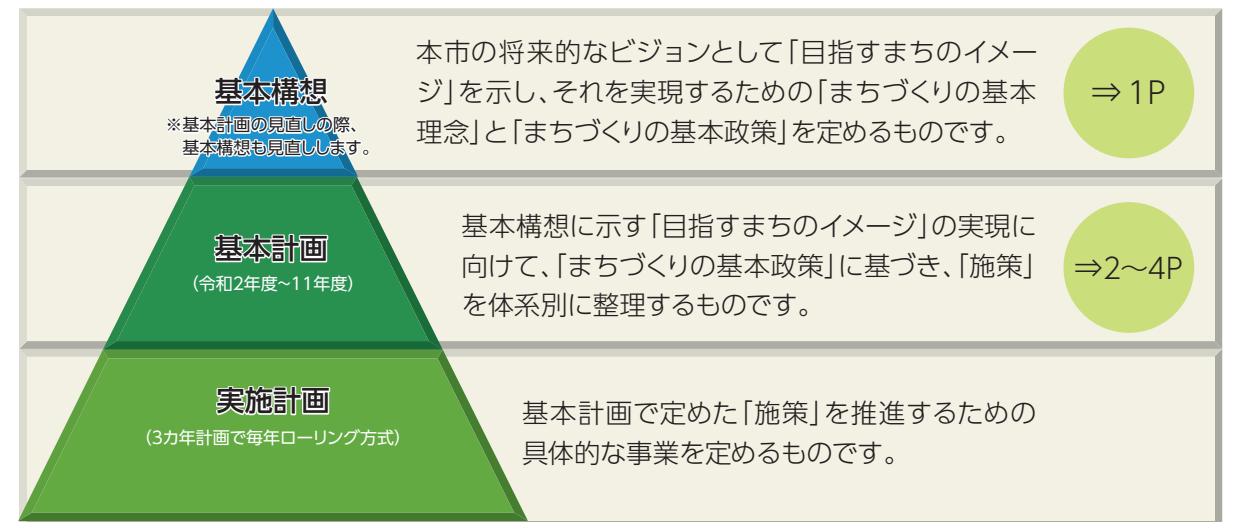 基本構想
※基本計画の見直しの際、
基本構想も見直しします。
本市の将来的なビジョンとして「目指すまちのイメー
ジ」を示し、それを実現するための「まちづくりの基本
理念」と「まちづくりの基本政策」を定めるものです。
⇒1P
基本計画
(令和2年度~11年度)
基本構想に示す「目指すまちのイメージ」の実現に
向けて、「まちづくりの基本政策」に基づき、「施策」
を体系別に整理するものです。
⇒2～4P
実施計画
(3カ年計画で毎年ローリング方式)
基本計画で定めた「施策」を推進するための
具体的な事業を定めるものです。